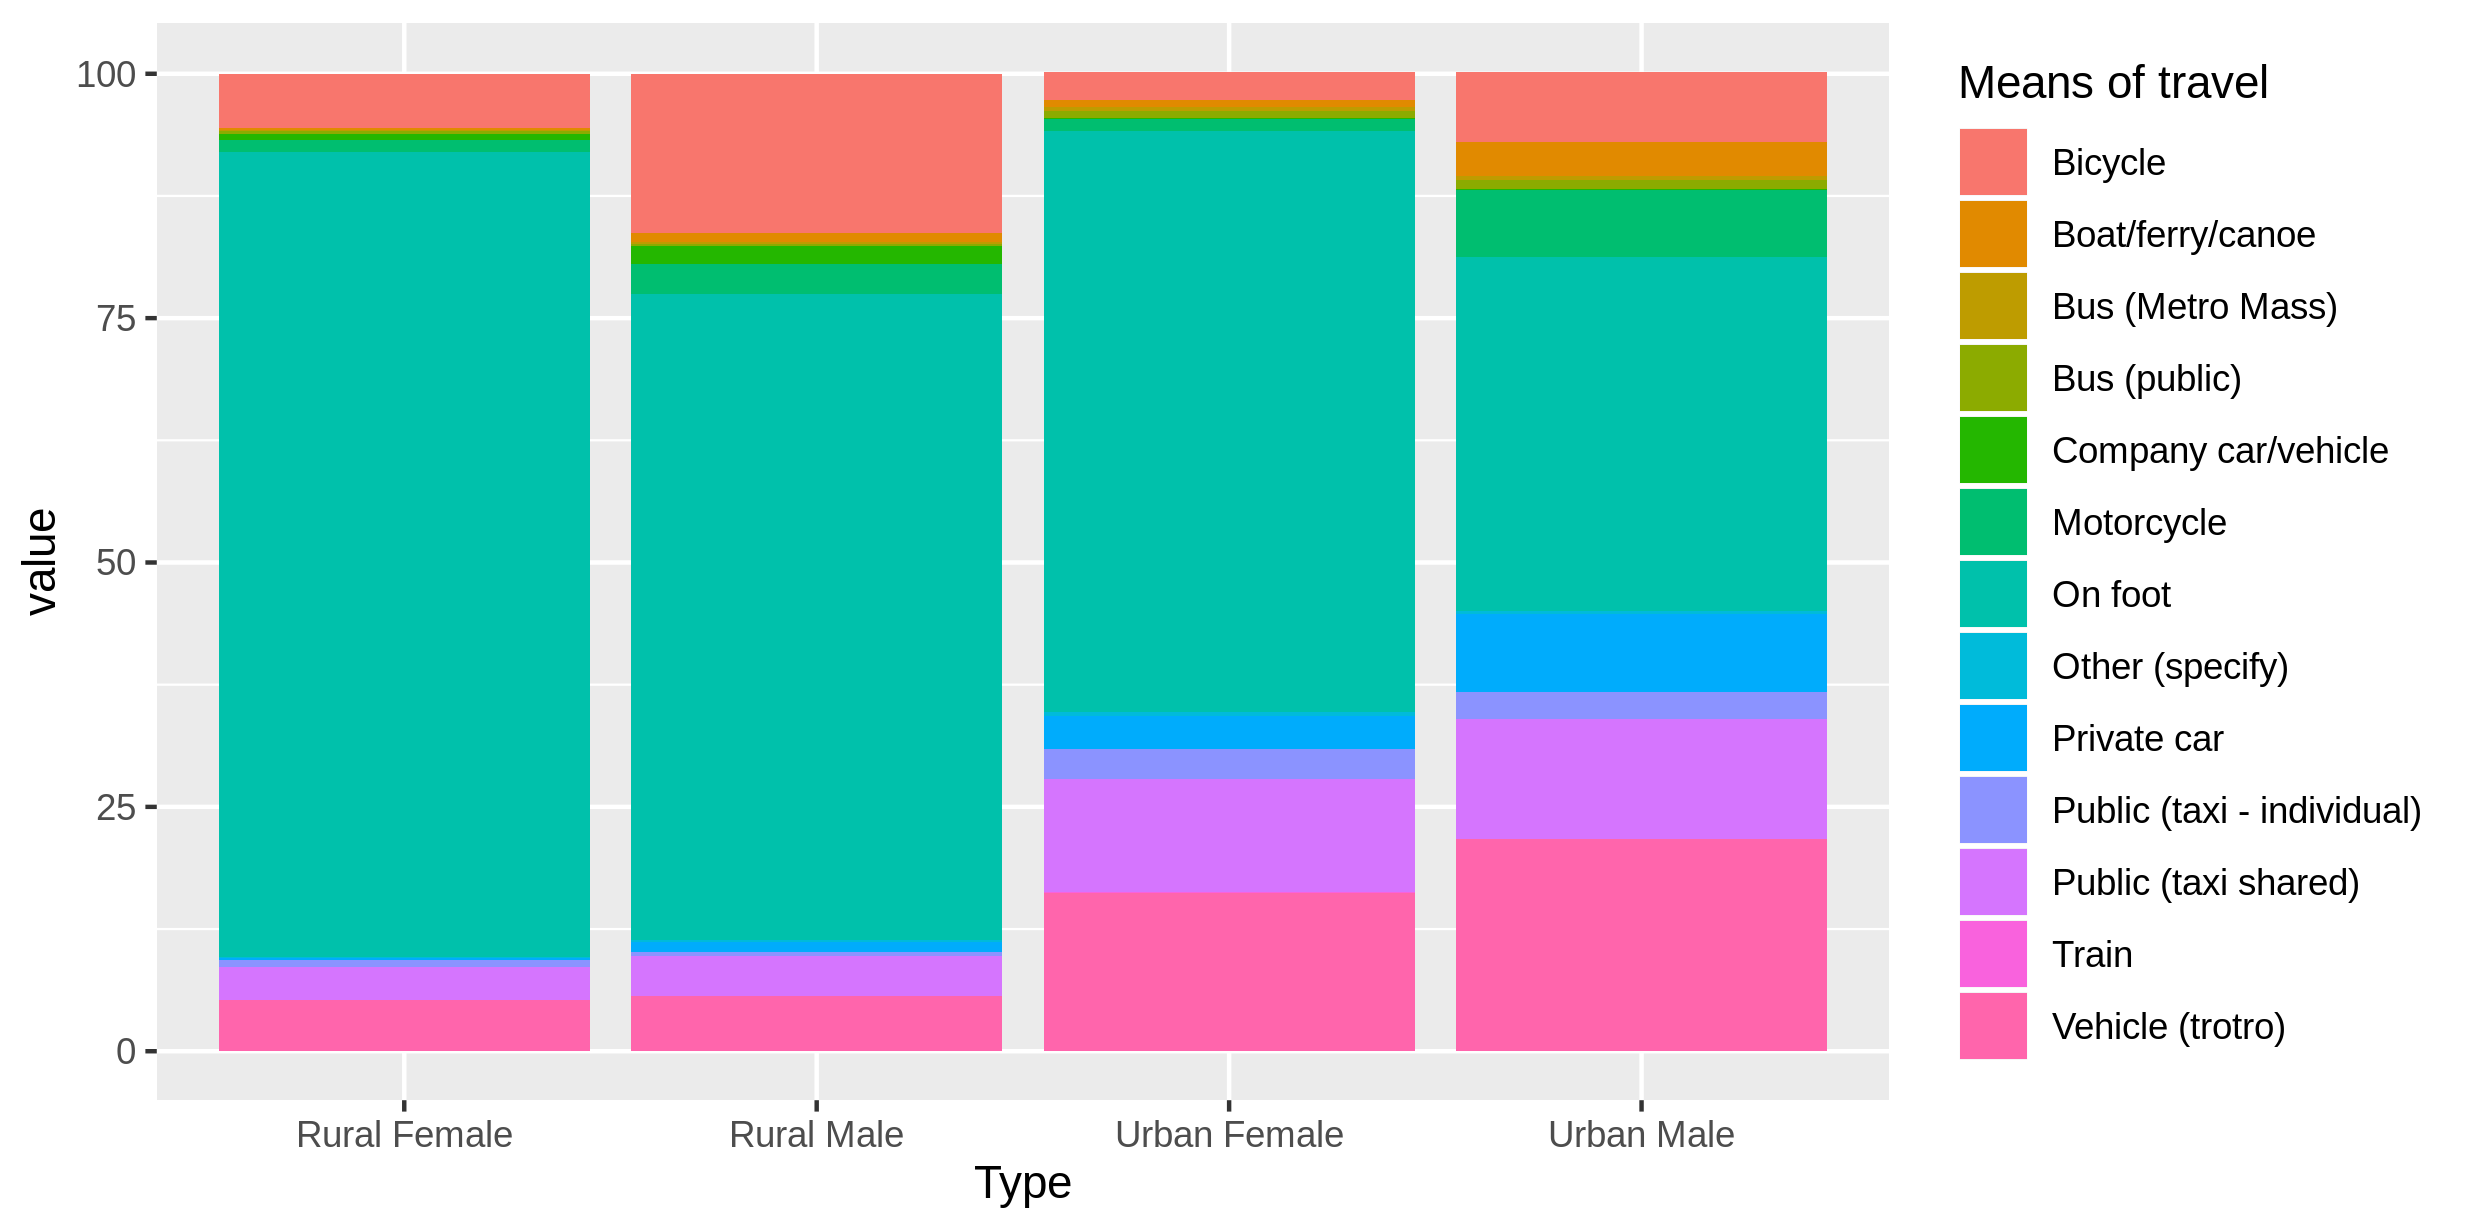 value
100
75
50
25
0
Rural Female
Rural Male
Urban Female
Urban Male
Type
Means of travel
Bicycle
Boat/ferry/canoe
Bus (Metro Mass)
Bus (public)
Company car/vehicle
Motorcycle
On foot
Other (specify)
Private car
Public (taxi - individual)
Public (taxi shared)
Train
Vehicle (trotro)